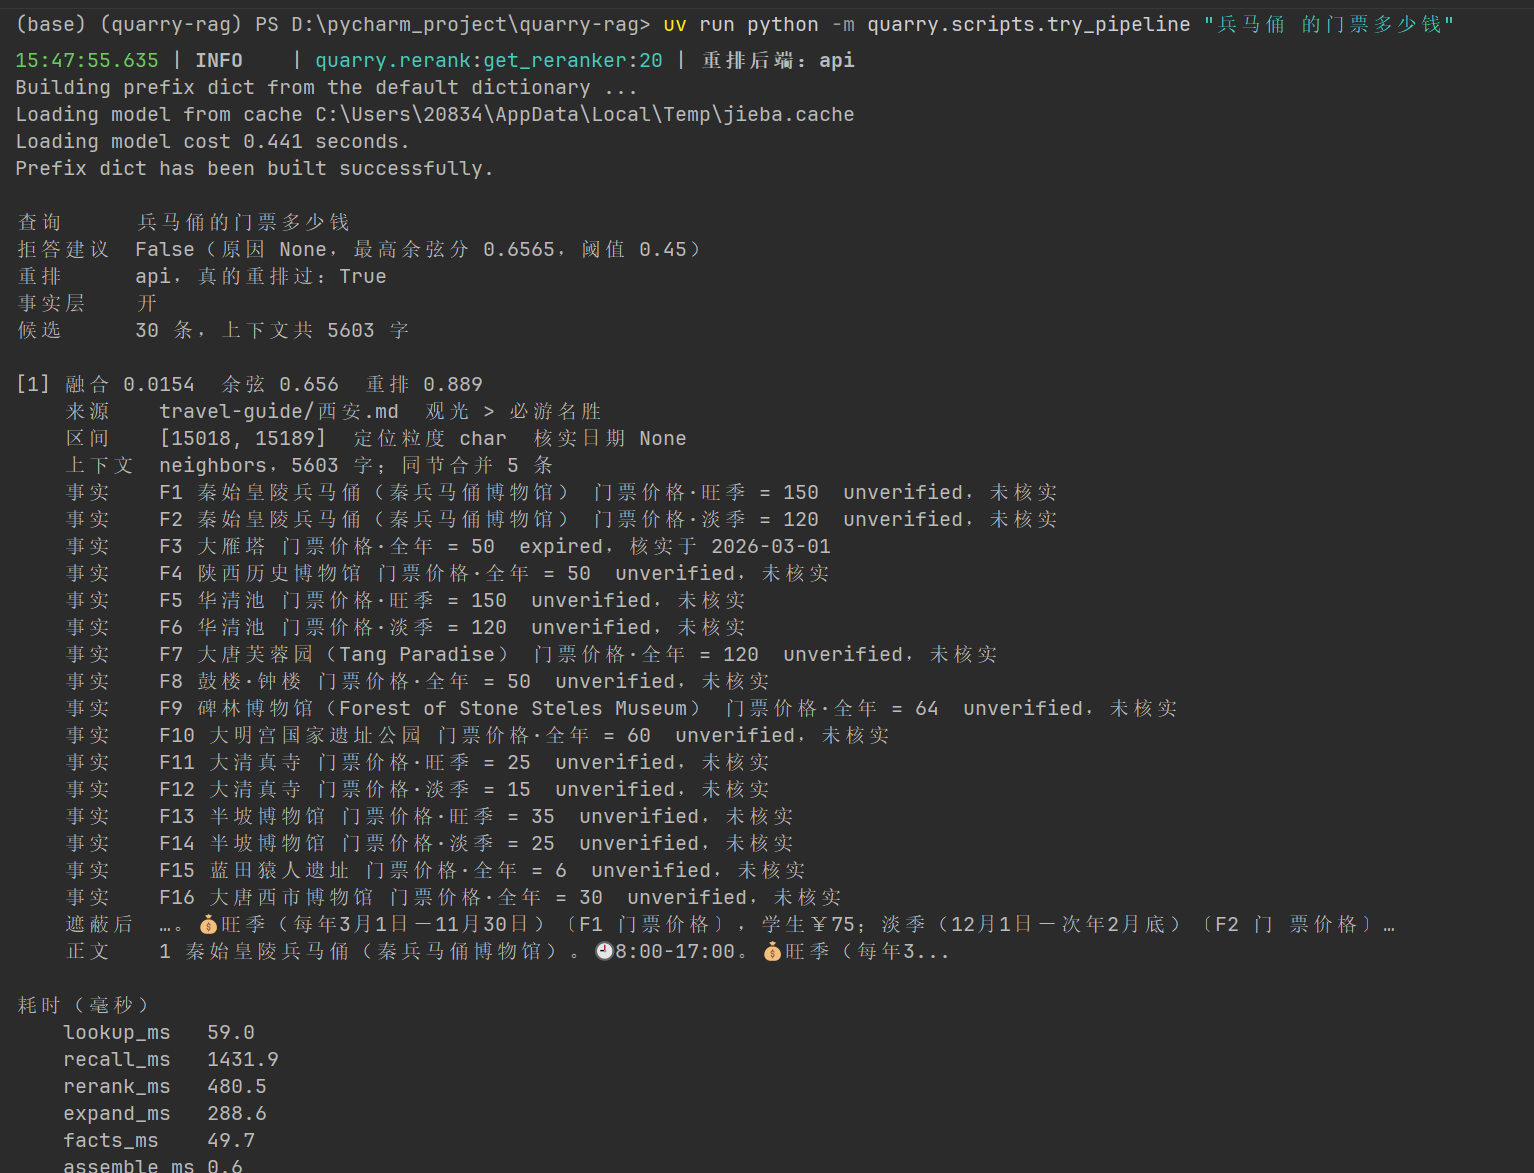 (base) (quarry-rag) PS D:\pycharm_project\quarry-rag> uv run python -m quarry.scripts.try_pipeline "兵马俑 的门票多少钱"
15:47:55.635 | INFO    | quarry.rerank:get_reranker:20 | 重排后端：api
Building prefix dict from the default dictionary ...
Loading model from cache C:\Users\20834\AppData\Local\Temp\jieba.cache
Loading model cost 0.441 seconds.
Prefix dict has been built successfully.
查询      兵马俑的门票多少钱
拒答建议  False（原因 None，最高余弦分 0.6565，阈值 0.45）
重排      api，真的重排过：True
事实层    开
候选      30 条，上下文共 5603 字
[1] 融合 0.0154  余弦 0.656  重排 0.889
来源    travel-guide/西安.md  观光 > 必游名胜
区间    [15018, 15189]  定位粒度 char  核实日期 None
上下文  neighbors，5603 字；同节合并 5 条
事实    F1 秦始皇陵兵马俑（秦兵马俑博物馆） 门票价格·旺季 = 150  unverified，未核实
事实    F2 秦始皇陵兵马俑（秦兵马俑博物馆） 门票价格·淡季 = 120  unverified，未核实
事实    F3 大雁塔 门票价格·全年 = 50  expired，核实于 2026-03-01
事实    F4 陕西历史博物馆 门票价格·全年 = 50  unverified，未核实
事实    F5 华清池 门票价格·旺季 = 150  unverified，未核实
事实    F6 华清池 门票价格·淡季 = 120  unverified，未核实
事实    F7 大唐芙蓉园（Tang Paradise） 门票价格·全年 = 120  unverified，未核实
事实    F8 鼓楼·钟楼 门票价格·全年 = 50  unverified，未核实
事实    F9 碑林博物馆（Forest of Stone Steles Museum） 门票价格·全年 = 64  unverified，未核实
事实    F10 大明宫国家遗址公园 门票价格·全年 = 60  unverified，未核实
事实    F11 大清真寺 门票价格·旺季 = 25  unverified，未核实
事实    F12 大清真寺 门票价格·淡季 = 15  unverified，未核实
事实    F13 半坡博物馆 门票价格·旺季 = 35  unverified，未核实
事实    F14 半坡博物馆 门票价格·淡季 = 25  unverified，未核实
事实    F15 蓝田猿人遗址 门票价格·全年 = 6  unverified，未核实
事实    F16 大唐西市博物馆 门票价格·全年 = 30  unverified，未核实
遮蔽后  …。💰旺季（每年3月1日－11月30日）〔F1 门票价格〕，学生￥75；淡季（12月1日－次年2月底）〔F2 门 票价格〕…
正文    1 秦始皇陵兵马俑（秦兵马俑博物馆）。🕘8:00-17:00。💰旺季（每年3...
耗时（毫秒）
lookup_ms   59.0
recall_ms   1431.9
rerank_ms   480.5
expand_ms   288.6
facts_ms    49.7
assemble_ms 0.6